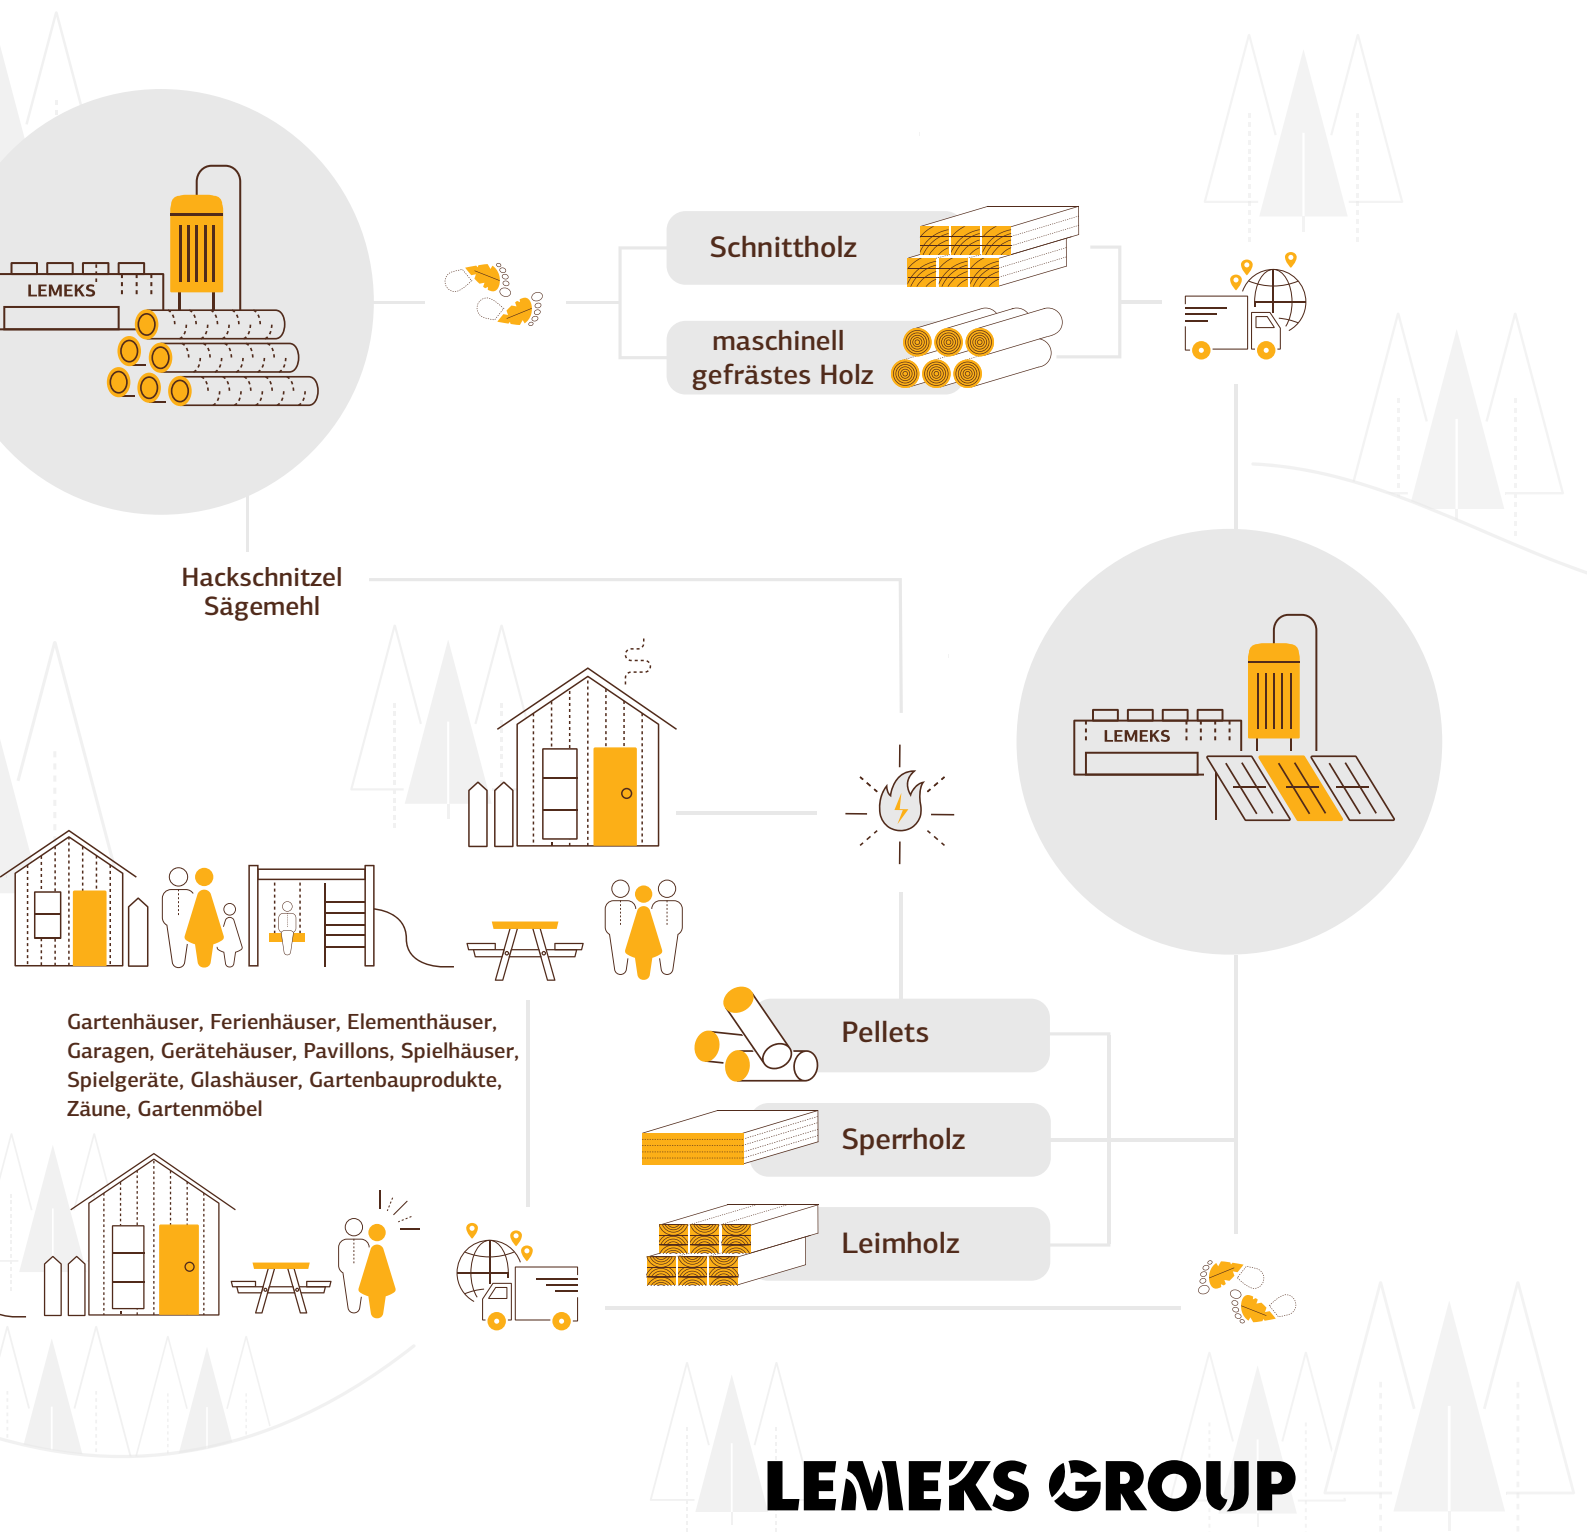 LEMEKS
Schnittholz
maschinell
gefrästes Holz
Hackschnitzel
Sägemehl
LEMEKS
Gartenhäuser, Ferienhäuser, Elementhäuser,
Garagen, Gerätehäuser, Pavillons, Spielhäuser,
Spielgeräte, Glashäuser, Gartenbauprodukte,
Zäune, Gartenmöbel
Pellets
Sperrholz
Leimholz
LEMEKS GROUP